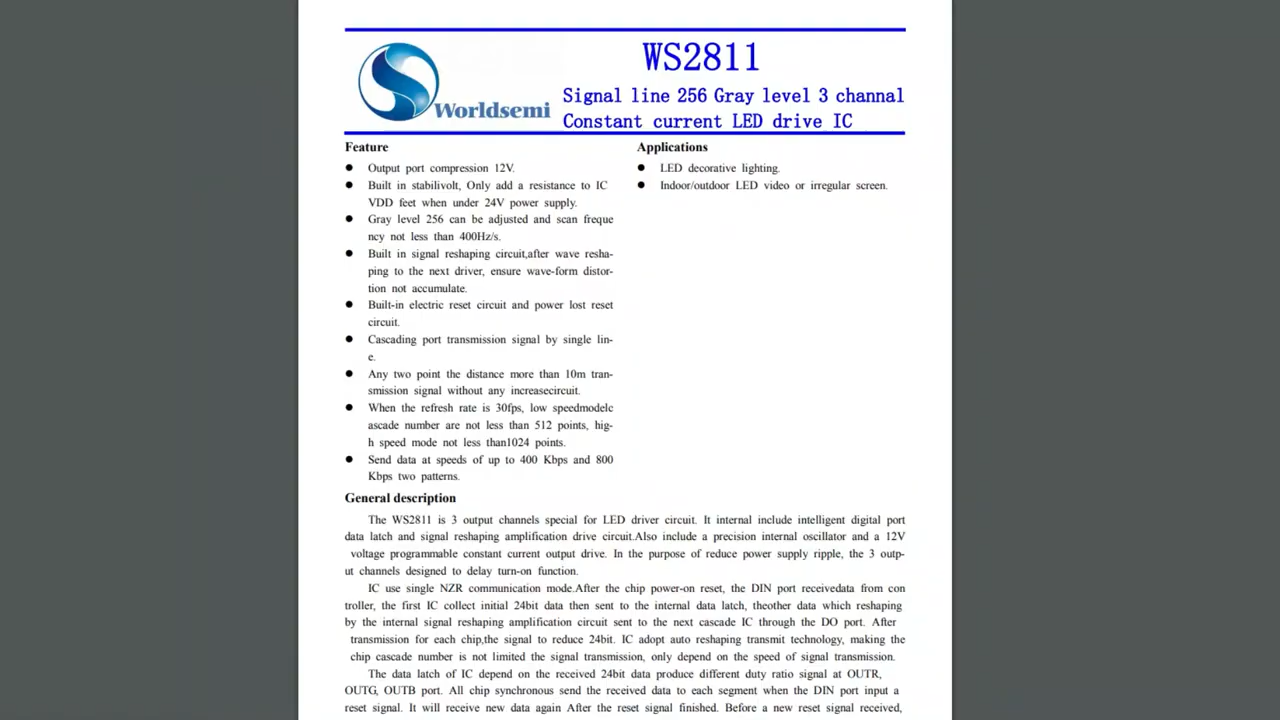 WS2811
Signal line 256 Gray level 3 channal
Worldsemi
Constant current LED drive IC
Feature
● Output port compression 12V.
● Built in stabilivolt, Only add a resistance to IC
VDD feet when under 24V power supply.
● Gray level 256 can be adjusted and scan freque
ncy not less than 400Hz/s.
● Built in signal reshaping circuit,after wave resha-
ping to the next driver, ensure wave-form distor-
tion not accumulate.
● Built-in electric reset circuit and power lost reset
circuit.
● Cascading port transmission signal by single lin-
e.
● Any two point the distance more than 10m tran-
smission signal without any increasecircuit.
● When the refresh rate is 30fps, low speedmodelc
ascade number are not less than 512 points, hig-
h speed mode not less than1024 points.
● Send data at speeds of up to 400 Kbps and 800
Kbps two patterns.
Applications
● LED decorative lighting.
● Indoor/outdoor LED video or irregular screen.
General description
The WS2811 is 3 output channels special for LED driver circuit. It internal include intelligent digital port
data latch and signal reshaping amplification drive circuit.Also include a precision internal oscillator and a 12V
voltage programmable constant current output drive. In the purpose of reduce power supply ripple, the 3 outp-
ut channels designed to delay turn-on function.
IC use single NZR communication mode.After the chip power-on reset, the DIN port receivedata from con
troller, the first IC collect initial 24bit data then sent to the internal data latch, theother data which reshaping
by the internal signal reshaping amplification circuit sent to the next cascade IC through the DO port. After
transmission for each chip,the signal to reduce 24bit. IC adopt auto reshaping transmit technology, making the
chip cascade number is not limited the signal transmission, only depend on the speed of signal transmission.
The data latch of IC depend on the received 24bit data produce different duty ratio signal at OUTR,
OUTG, OUTB port. All chip synchronous send the received data to each segment when the DIN port input a
reset signal. It will receive new data again After the reset signal finished. Before a new reset signal received,